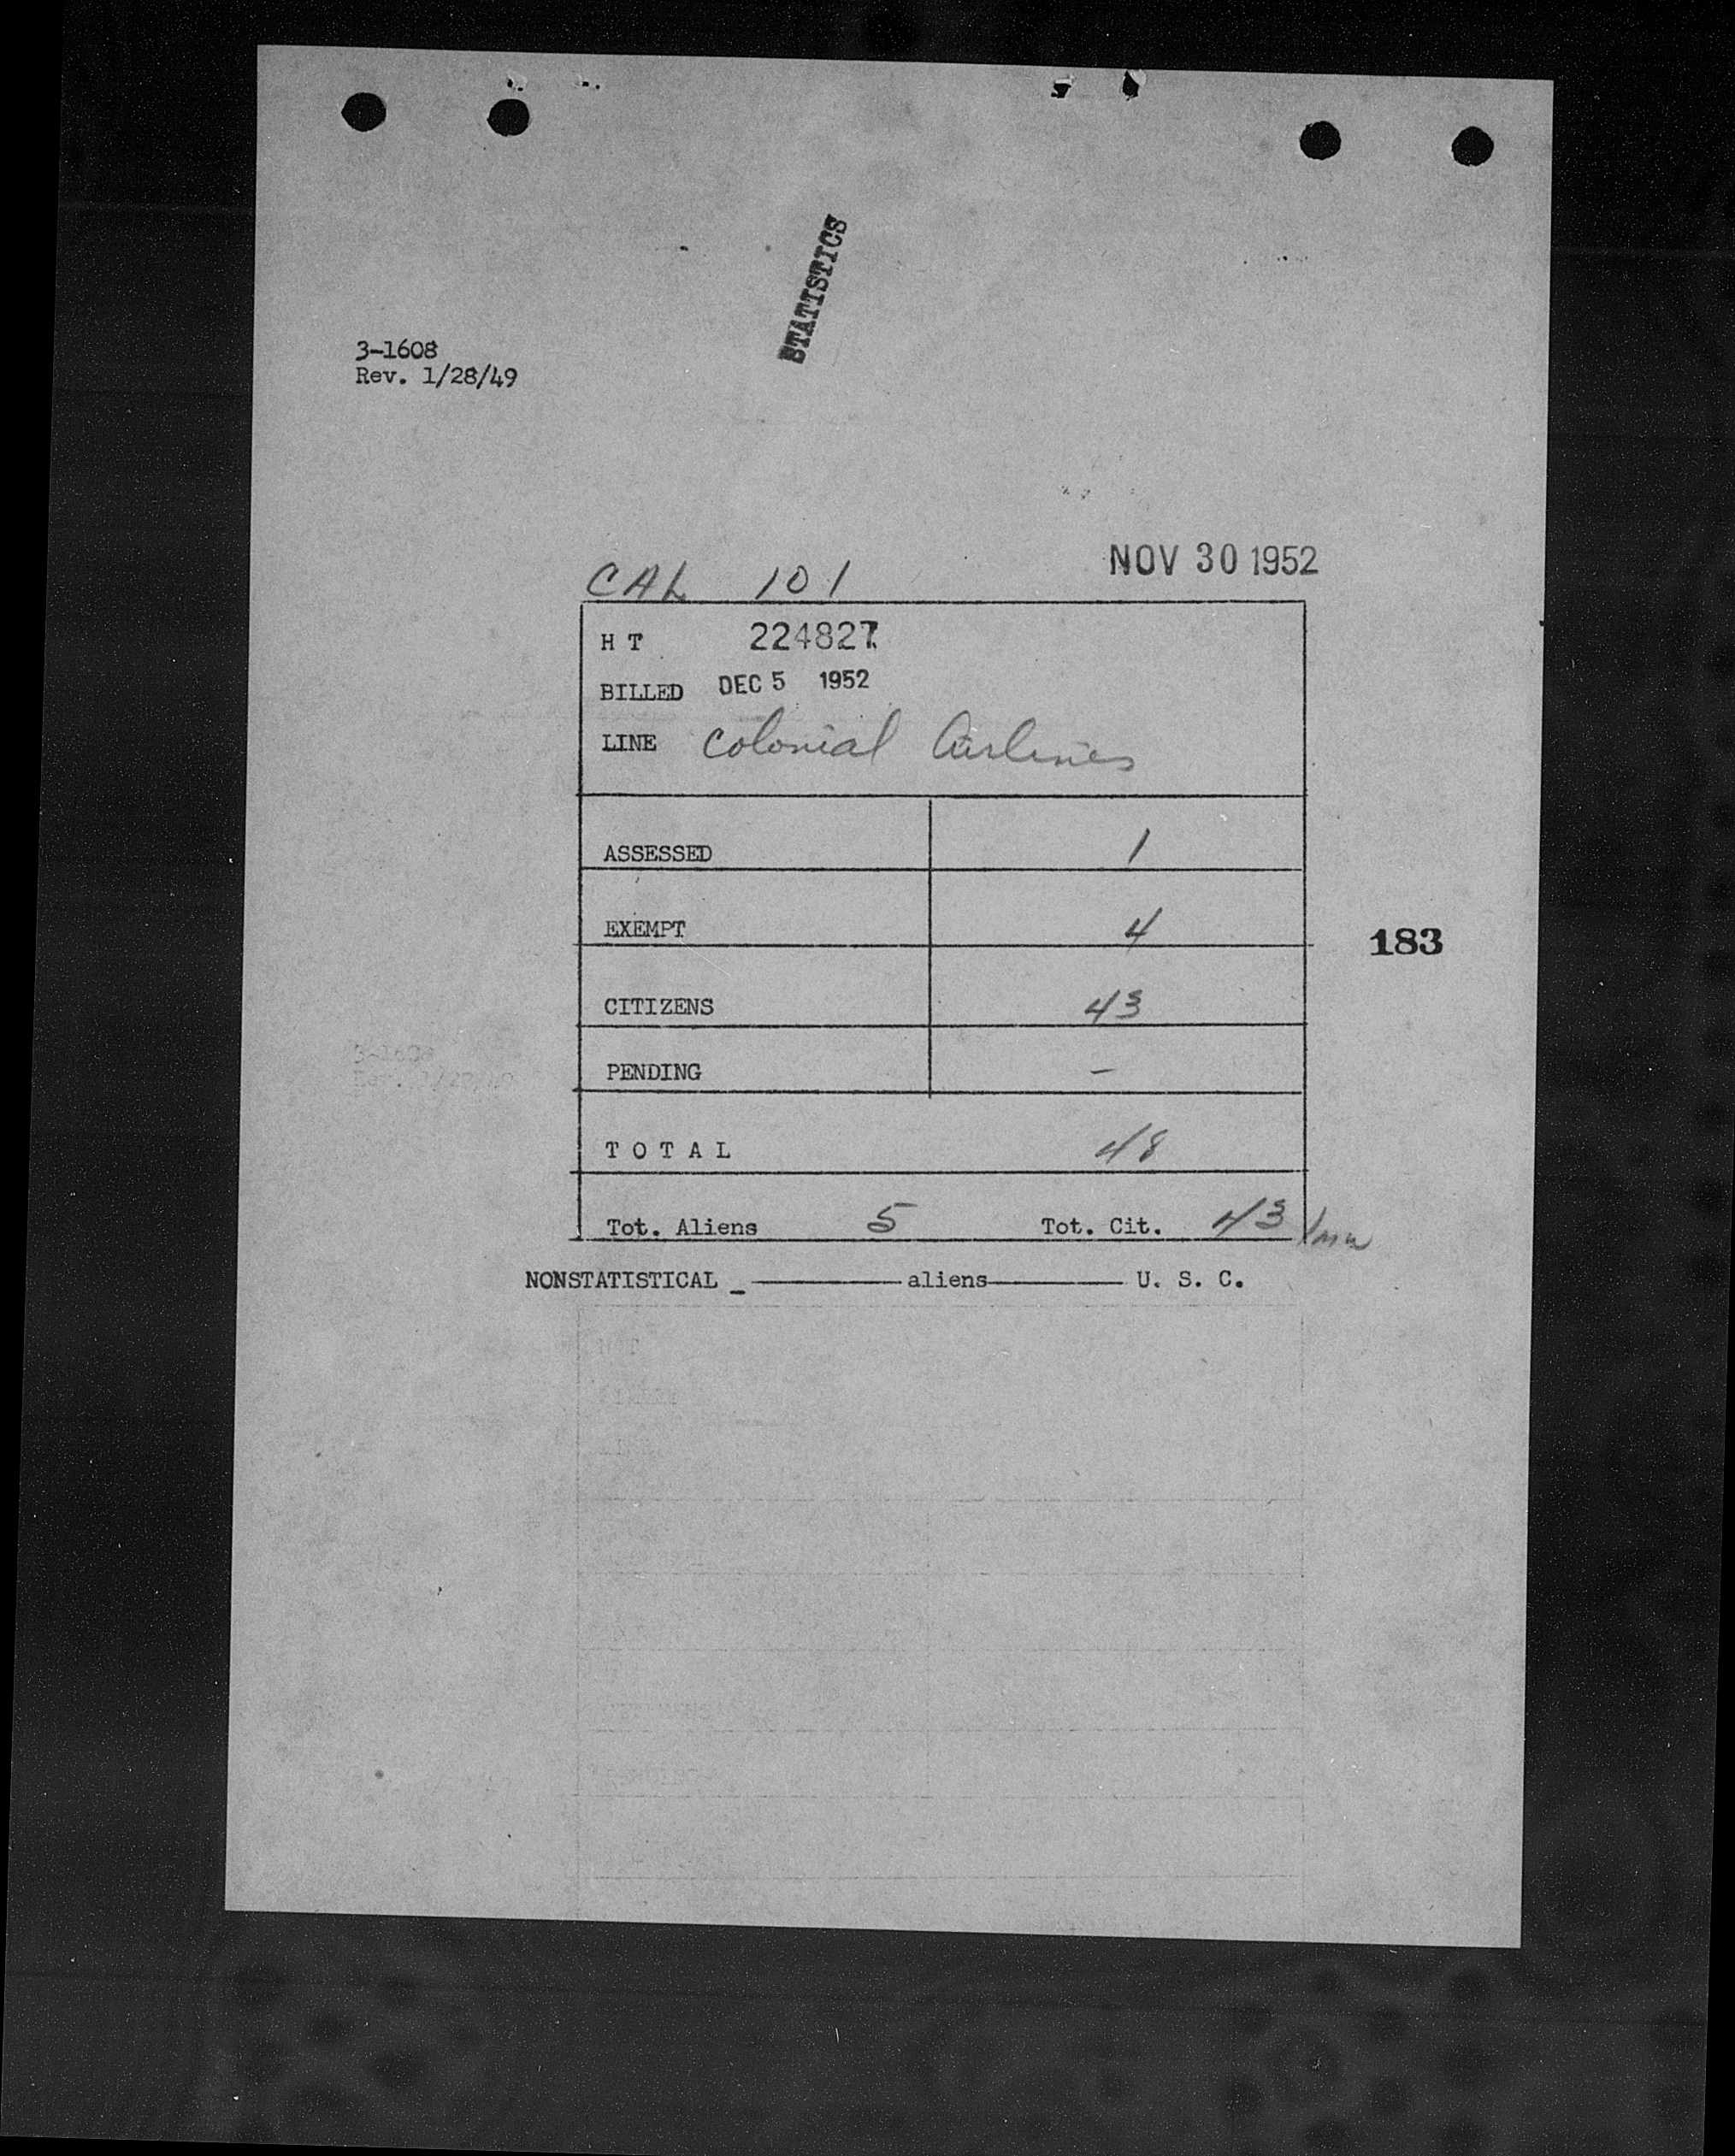 STATISTICS
3-1608
Rev. 1/28/49
NOV 30 1952
CAL 101
H T 224827
BILLED DEC 5 1952
LINE Colonial Airlines
ASSESSED 1
EXEMPT 4
183
CITIZENS 43
PENDING -
T O T A L 48
Tot. Aliens 5 Tot. Cit. 43
NONSTATISTICAL _ aliens U. S. C.